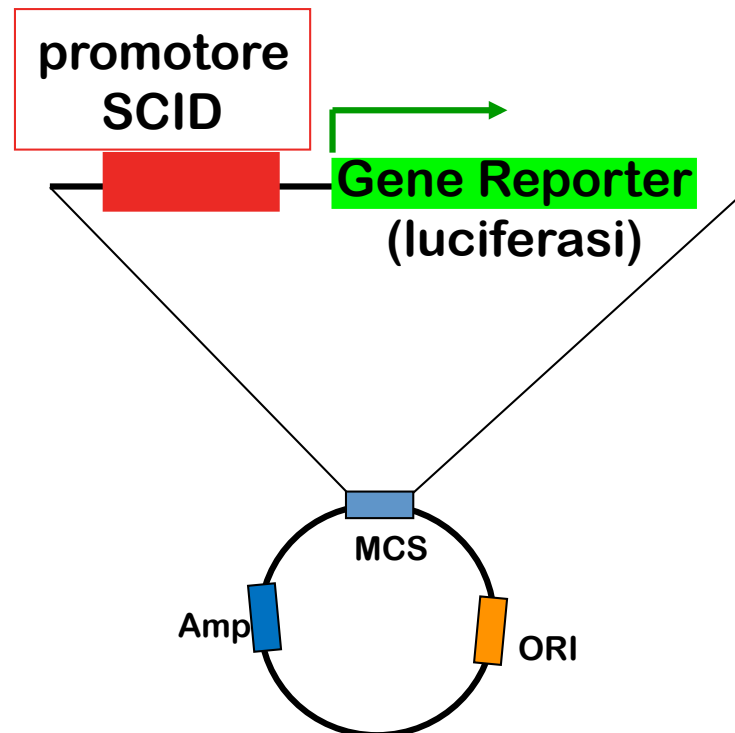 promotore
SCID
Gene Reporter
(luciferasi)
MCS
Amp
ORI